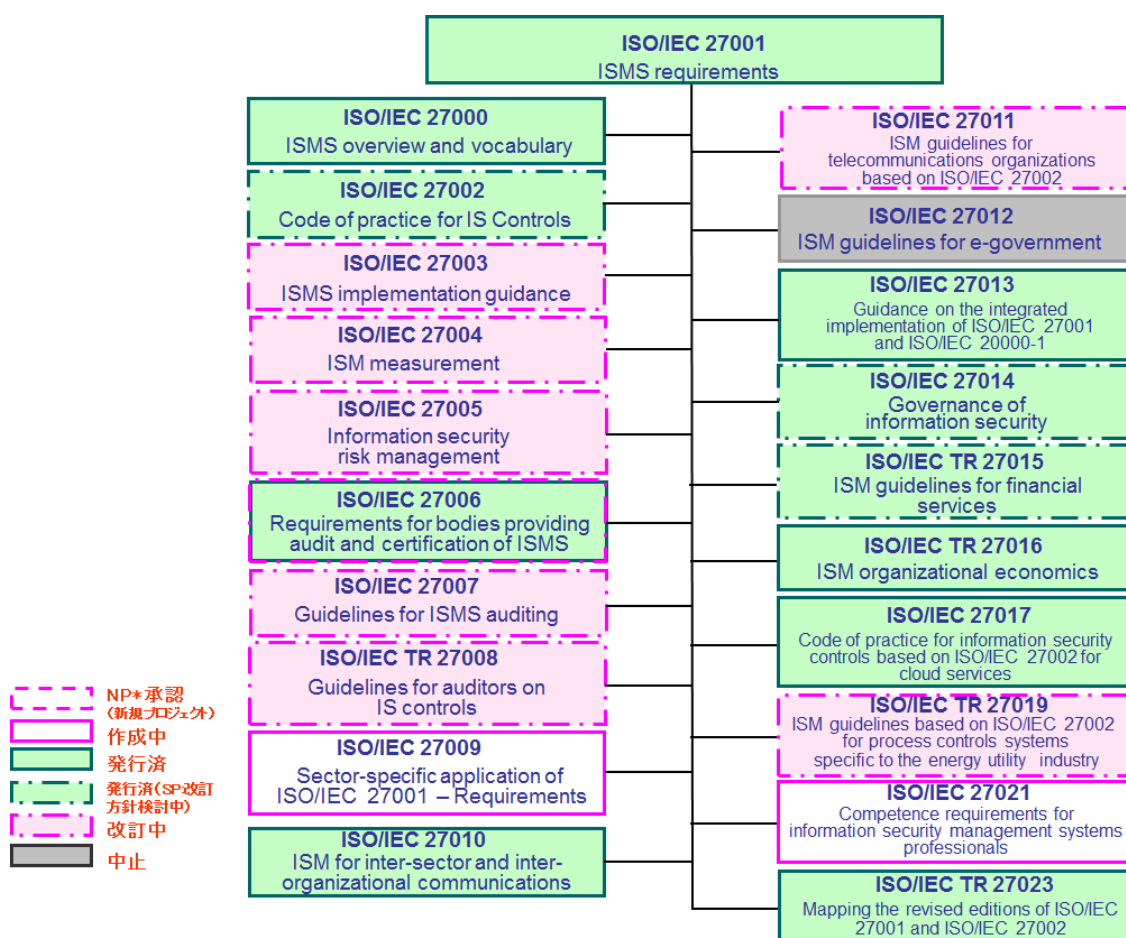 ISO/IEC 27001
ISMS requirements
ISO/IEC 27000
ISMS overview and vocabulary
ISO/IEC 27002
Code of practice for IS Controls
ISO/IEC 27003
ISMS implementation guidance
ISO/IEC 27004
ISM measurement
ISO/IEC 27005
Information security
risk management
ISO/IEC 27006
Requirements for bodies providing
audit and certification of ISMS
ISO/IEC 27007
Guidelines for ISMS auditing
ISO/IEC TR 27008
Guidelines for auditors on
IS controls
ISO/IEC 27009
Sector-specific application of
ISO/IEC 27001 – Requirements
ISO/IEC 27010
ISM for inter-sector and inter-
organizational communications
ISO/IEC 27011
ISM guidelines for
telecommunications organizations
based on ISO/IEC 27002
ISO/IEC 27012
ISM guidelines for e-government
ISO/IEC 27013
Guidance on the integrated
implementation of ISO/IEC 27001
and ISO/IEC 20000-1
ISO/IEC 27014
Governance of
information security
ISO/IEC TR 27015
ISM guidelines for financial
services
ISO/IEC TR 27016
ISM organizational economics
ISO/IEC 27017
Code of practice for information security
controls based on ISO/IEC 27002 for
cloud services
ISO/IEC TR 27019
ISM guidelines based on ISO/IEC 27002
for process controls systems
specific to the energy utility industry
ISO/IEC 27021
Competence requirements for
information security management systems
professionals
ISO/IEC TR 27023
Mapping the revised editions of ISO/IEC
27001 and ISO/IEC 27002
NP*承認
(新規プロジェクト)
作成中
発行済
発行済(SP:改訂
方針検討中)
改訂中
中止